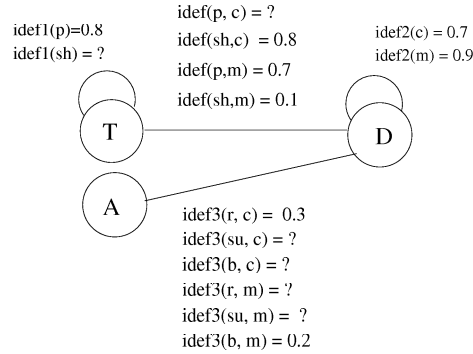 idef1(p)=0.8
idef1(sh) = ?
idef(p, c) = ?
idef(sh,c) = 0.8
idef(p,m) = 0.7
idef(sh,m) = 0.1
idef2(c) = 0.7
idef2(m) = 0.9
T
D
A
idef3(r, c) = 0.3
idef3(su, c) = ?
idef3(b, c) = ?
idef3(r, m) = ?
idef3(su, m) = ?
idef3(b, m) = 0.2